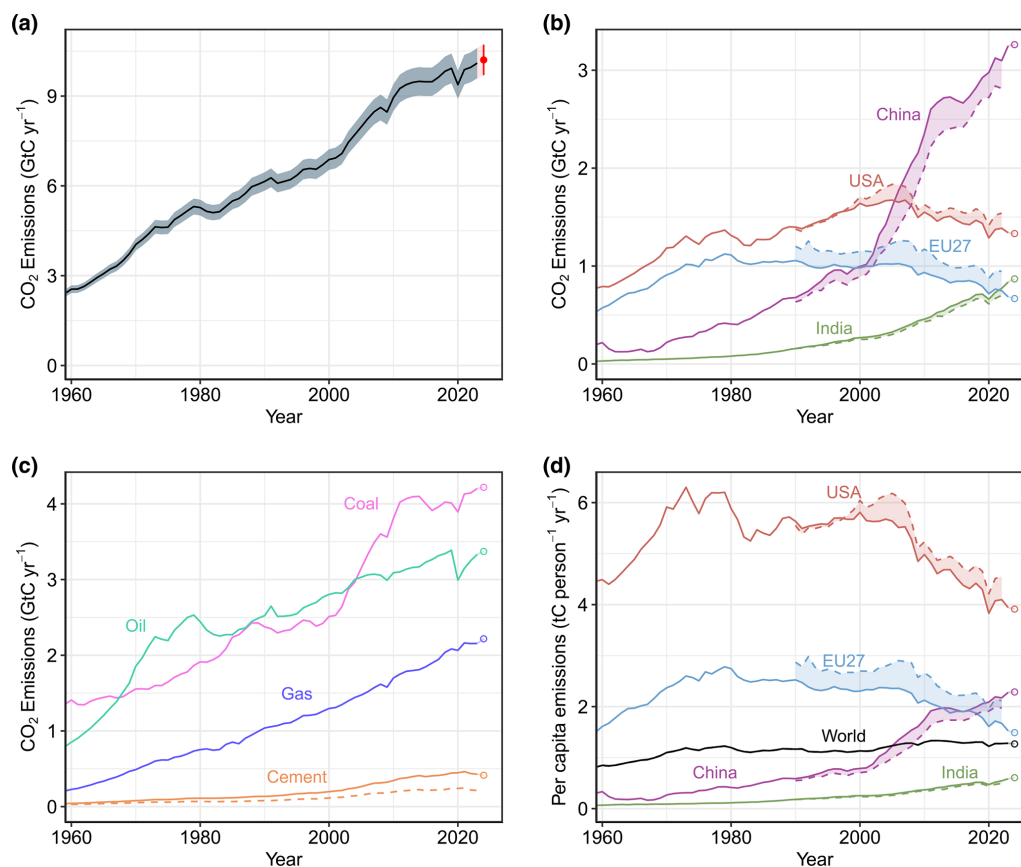 (a)
CO₂ Emissions (GtC yr⁻¹)
9
6
3
0
1960 1980 2000 2020
Year
(b)
CO₂ Emissions (GtC yr⁻¹)
3
2
1
0
China
USA
EU27
India
1960 1980 2000 2020
Year
(c)
CO₂ Emissions (GtC yr⁻¹)
4
3
2
1
0
Coal
Oil
Gas
Cement
1960 1980 2000 2020
Year
(d)
Per capita emissions (tC person⁻¹ yr⁻¹)
6
4
2
0
USA
EU27
World
China
India
1960 1980 2000 2020
Year